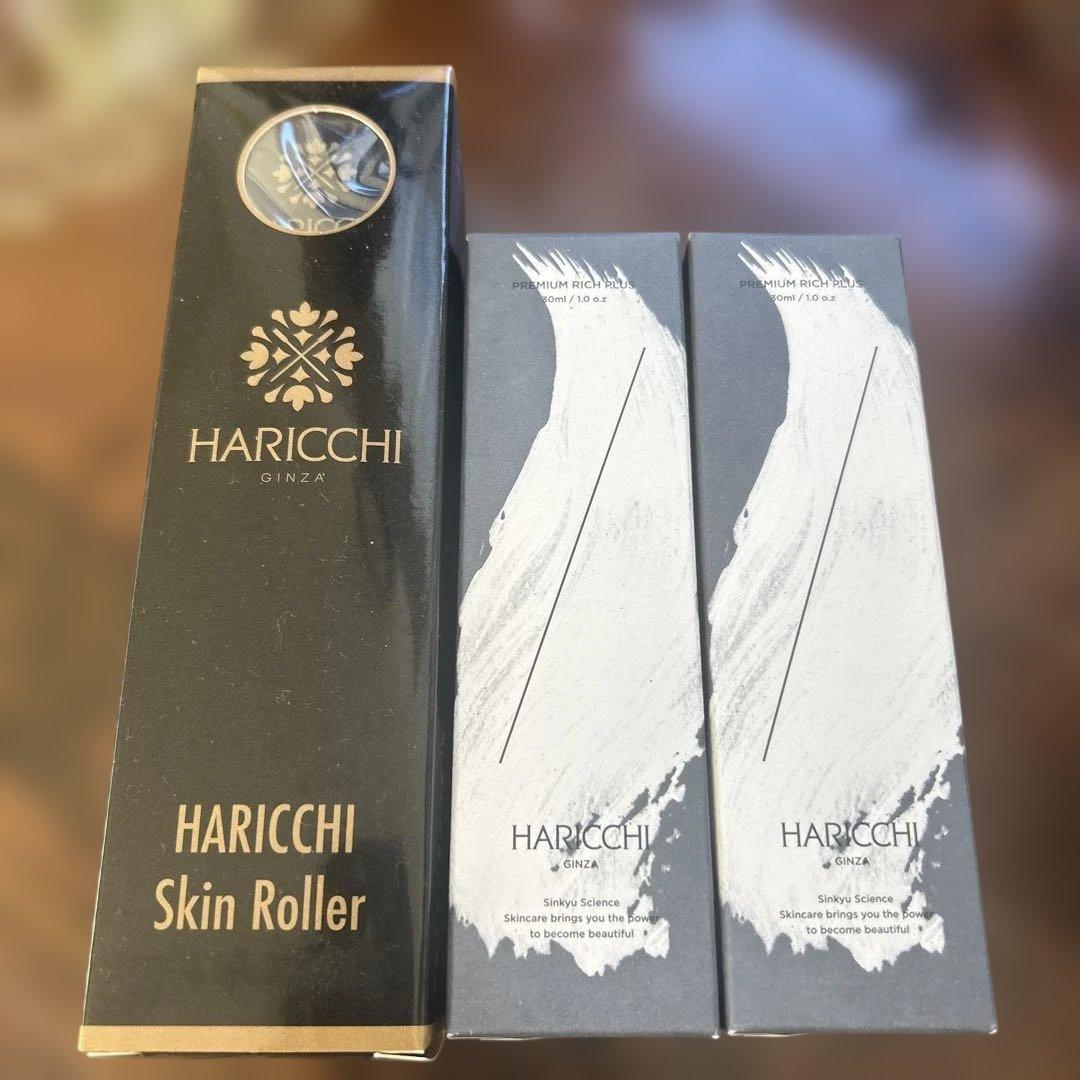 HARICCHI
GINZA
HARICCHI
Skin Roller
PREMIUM RICH PLUS
30ml / 1.0 o.z
HARICCHI
GINZA
Sinkyu Science
Skincare brings you the power
to become beautiful
PREMIUM RICH PLUS
30ml / 1.0 o.z
HARICCHI
GINZA
Sinkyu Science
Skincare brings you the power
to become beautiful